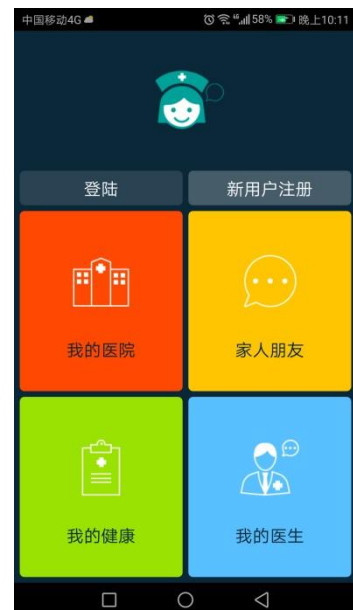 中国移动4G
46 58% 晚上10:11
登陆
新用户注册
我的医院
家人朋友
我的健康
我的医生